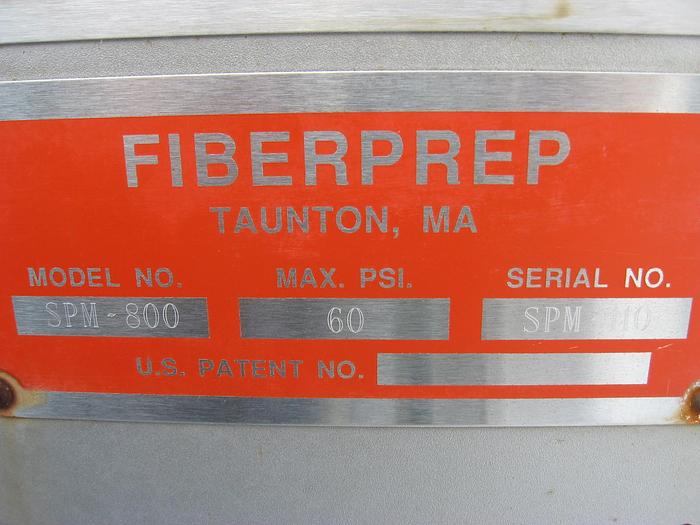 FIBERPREP
TAUNTON, MA
MODEL NO. MAX. PSI. SERIAL NO.
SPM-800 60 SPM
U.S. PATENT NO.